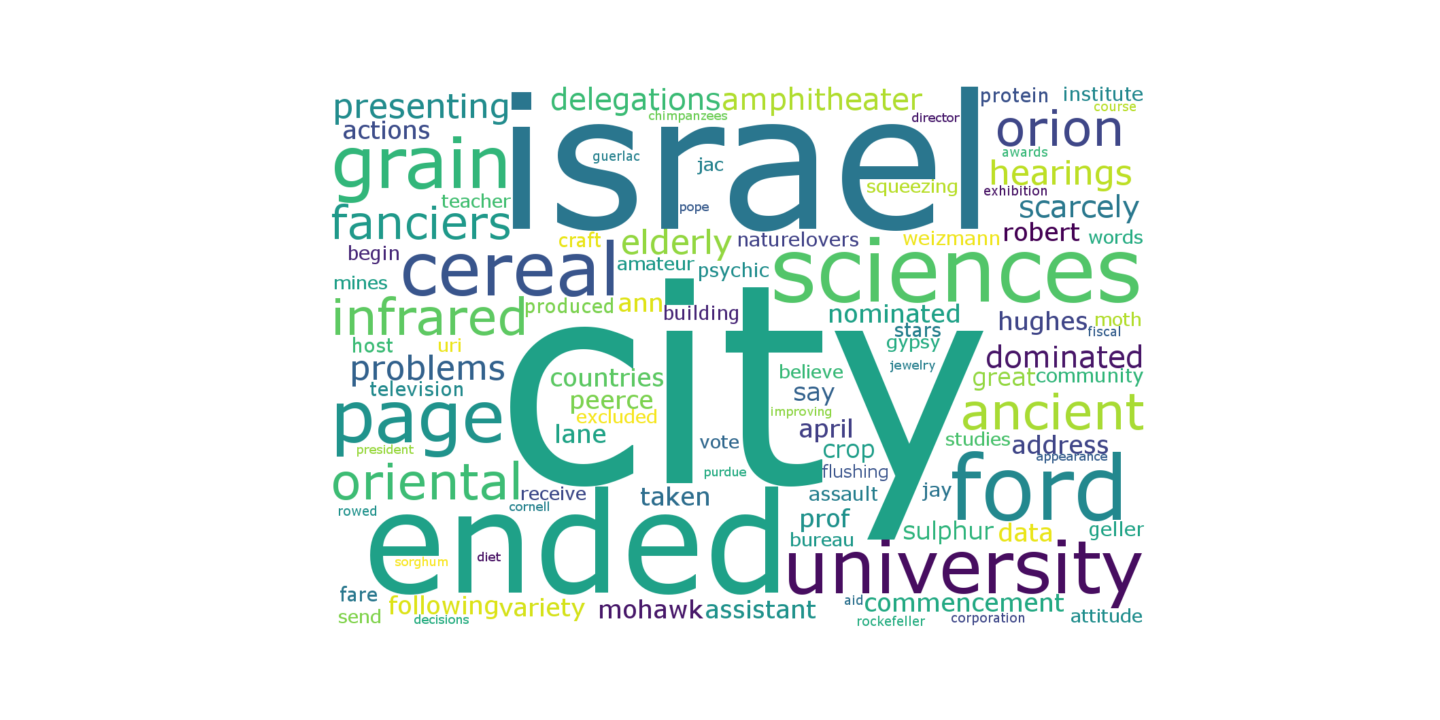 presenting
delegations
amphitheater
protein
institute
course
actions
chimpanzees
director
israel
orion
grain
guerlac
jac
awards
hearings
squeezing
exhibition
teacher
fanciers
pope
scarcely
craft
elderly
naturelovers
weizmann
robert
words
begin
cereal
amateur
psychic
sciences
mines
infrared
produced
ann
building
nominated
hughes
moth
stars
fiscal
host
uri
city
gypsy
dominated
problems
countries
believe
jewelry
great
community
television
peerce
say
page
excluded
improving
ancient
lane
vote
april
studies
address
president
crop
appearance
oriental
purdue
flushing
ford
receive
taken
assault
jay
rowed
cornell
ended
prof
sulphur
data
geller
bureau
sorghum
diet
university
fare
following
variety
mohawk
assistant
aid
commencement
send
decisions
rockefeller
corporation
attitude